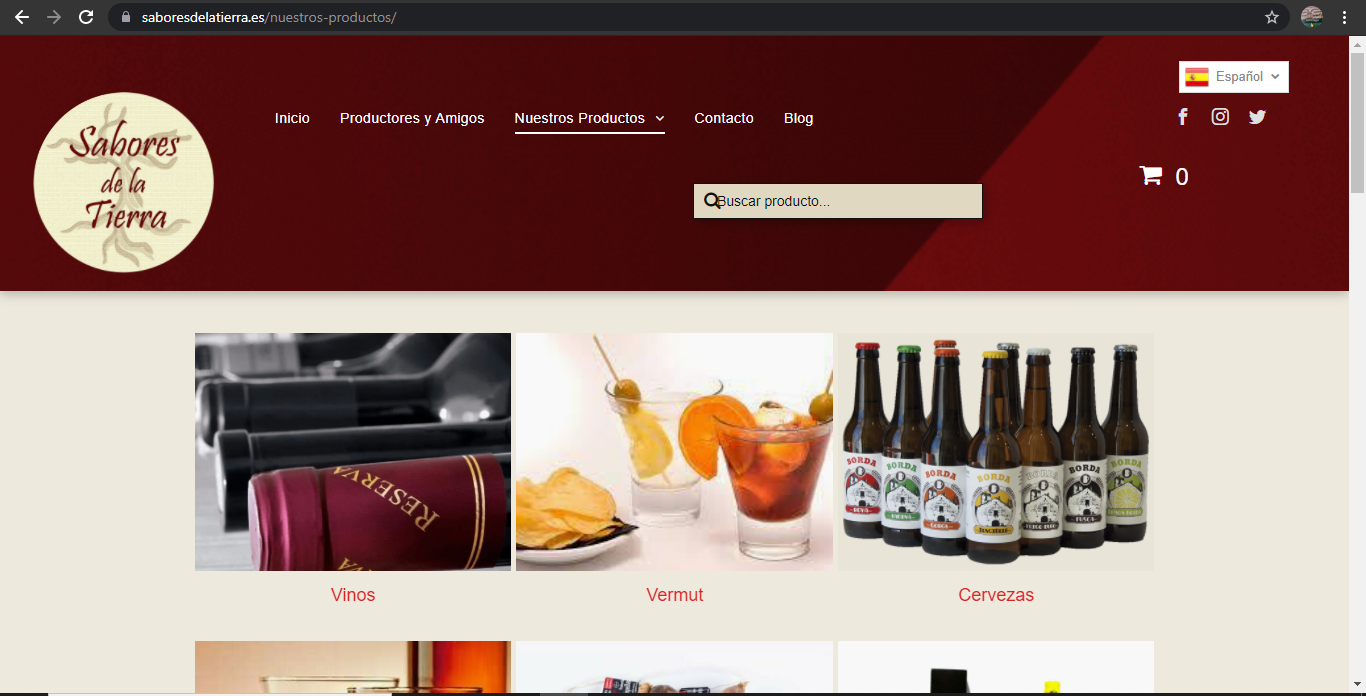 saboresdelatierra.es/nuestros-productos/
Español
Inicio
Productores y Amigos
Nuestros Productos
Contacto
Blog
Sabores
de la
Tierra
0
Buscar producto...
RESERVA
BORDA
BORDA
BORDA
BORDA
BORDA
BORDA
Vinos
Vermut
Cervezas